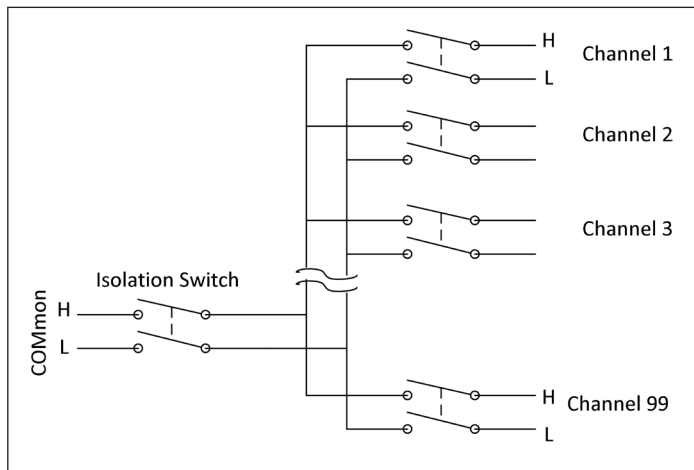 H
Channel 1
L
Channel 2
Channel 3
Isolation Switch
COMmon
H
L
H
Channel 99
L